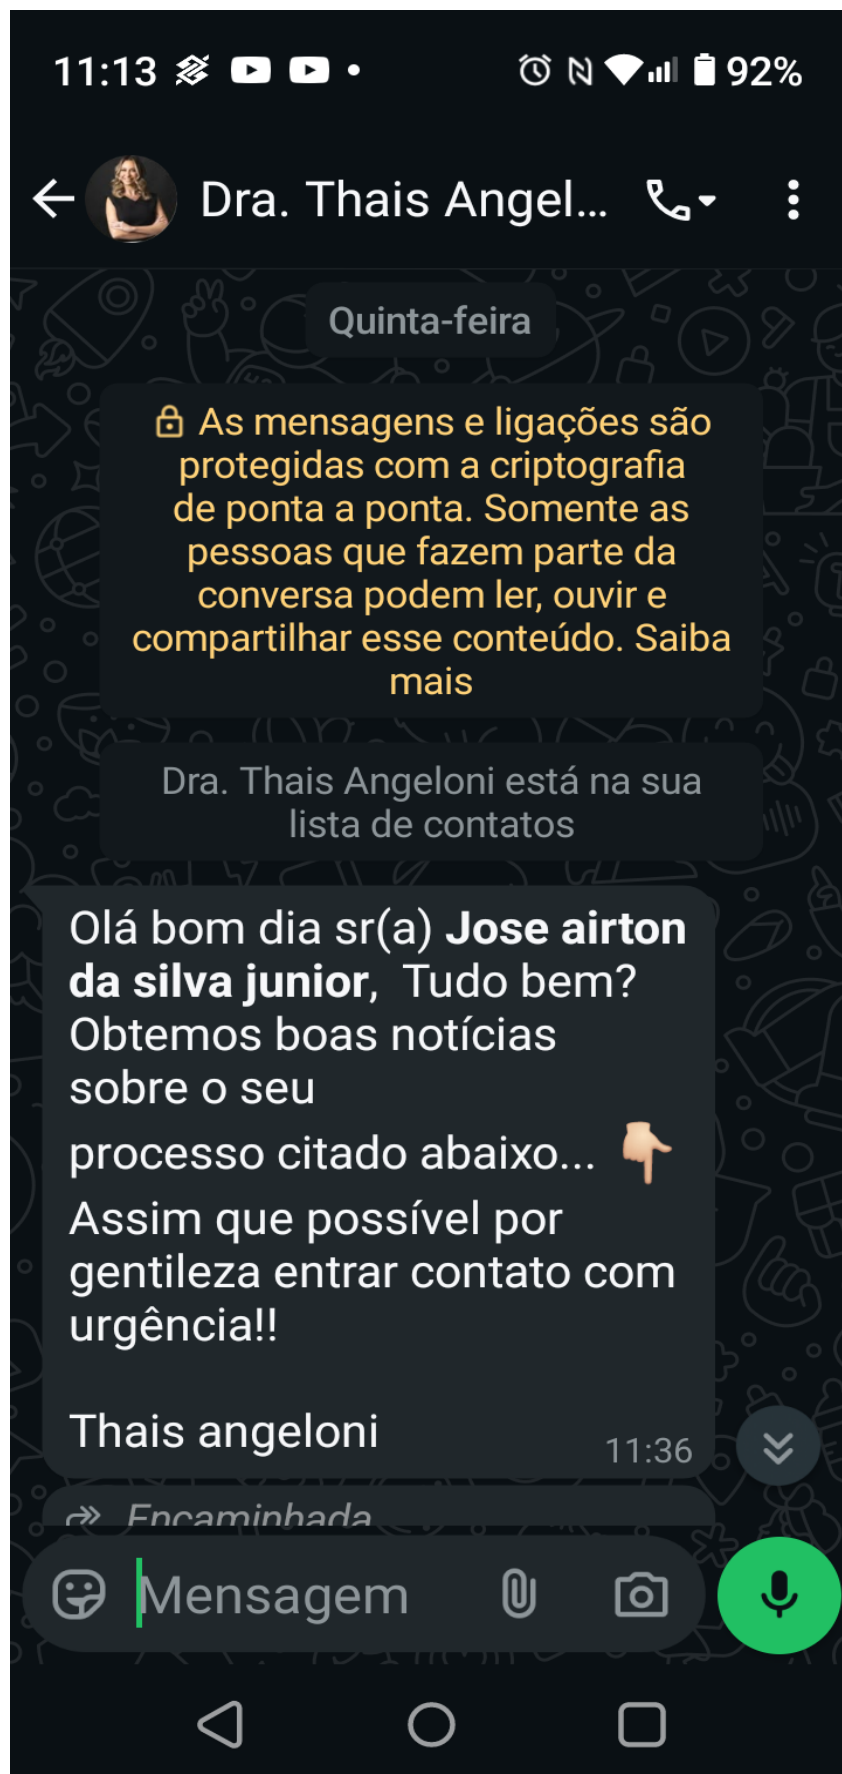 11:13
92%
Dra. Thais Angel...
Quinta-feira
As mensagens e ligações são
protegidas com a criptografia
de ponta a ponta. Somente as
pessoas que fazem parte da
conversa podem ler, ouvir e
compartilhar esse conteúdo. Saiba
mais
Dra. Thais Angeloni está na sua
lista de contatos
Olá bom dia sr(a) Jose airton
da silva junior,  Tudo bem?
Obtemos boas notícias
sobre o seu
processo citado abaixo... 👇🏼
Assim que possível por
gentileza entrar contato com
urgência!!
Thais angeloni
11:36
Encaminhada
Mensagem